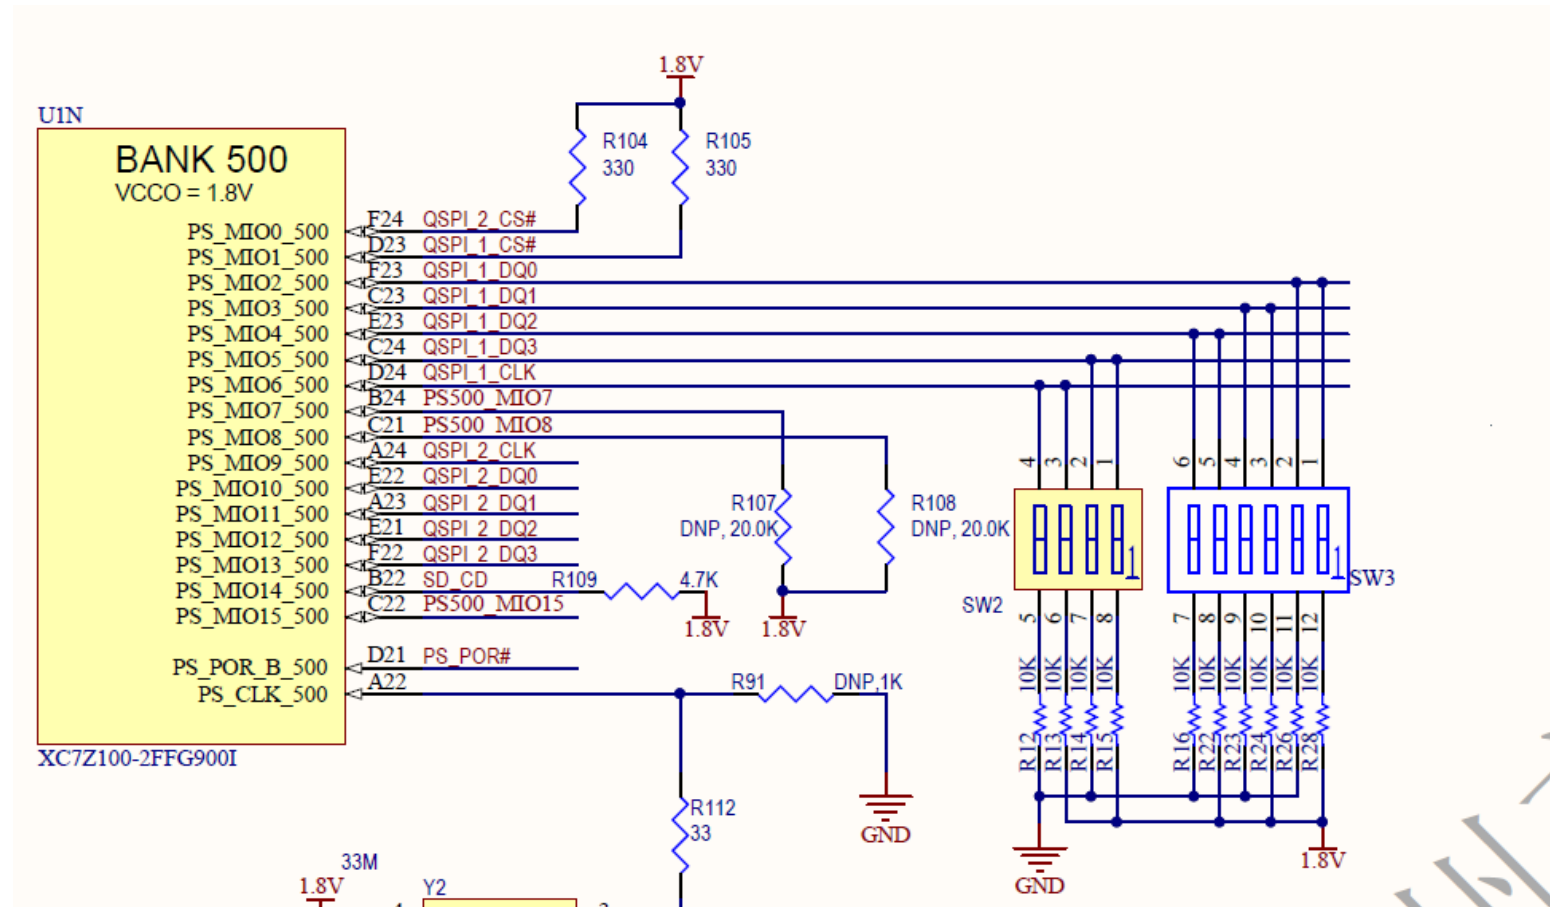 1.8V
U1N
BANK 500
VCCO = 1.8V
R104
330
R105
330
PS_MIO0_500 F24 QSPI_2_CS#
PS_MIO1_500 D23 QSPI_1_CS#
PS_MIO2_500 F23 QSPI_1_DQ0
PS_MIO3_500 C23 QSPI_1_DQ1
PS_MIO4_500 E23 QSPI_1_DQ2
PS_MIO5_500 C24 QSPI_1_DQ3
PS_MIO6_500 D24 QSPI_1_CLK
PS_MIO7_500 B24 PS500_MIO7
PS_MIO8_500 C21 PS500_MIO8
PS_MIO9_500 A24 QSPI_2_CLK
PS_MIO10_500 E22 QSPI_2_DQ0
PS_MIO11_500 A23 QSPI_2_DQ1
PS_MIO12_500 E21 QSPI_2_DQ2
PS_MIO13_500 F22 QSPI_2_DQ3
PS_MIO14_500 B22 SD_CD
PS_MIO15_500 C22 PS500_MIO15
PS_POR_B_500 D21 PS_POR#
PS_CLK_500 A22
XC7Z100-2FFG900I
R107
DNP, 20.0K
R108
DNP, 20.0K
R109 4.7K
1.8V
1.8V
R91 DNP,1K
GND
R112
33
33M
1.8V
Y2
4 3 2 1
1
SW2
5 6 7 8
10K 10K 10K 10K
R12 R13 R14 R15
6 5 4 3 2 1
1
SW3
7 8 9 10 11 12
10K 10K 10K 10K 10K 10K
R16 R22 R23 R24 R26 R28
GND
1.8V